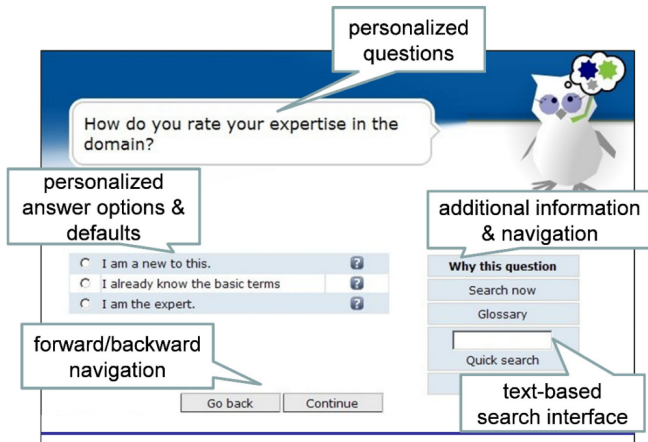 personalized
questions
How do you rate your expertise in the
domain?
personalized
answer options &
defaults
additional information
& navigation
I am a new to this.
?
I already know the basic terms
?
I am the expert.
?
Why this question
Search now
Glossary
Quick search
forward/backward
navigation
Go back
Continue
text-based
search interface